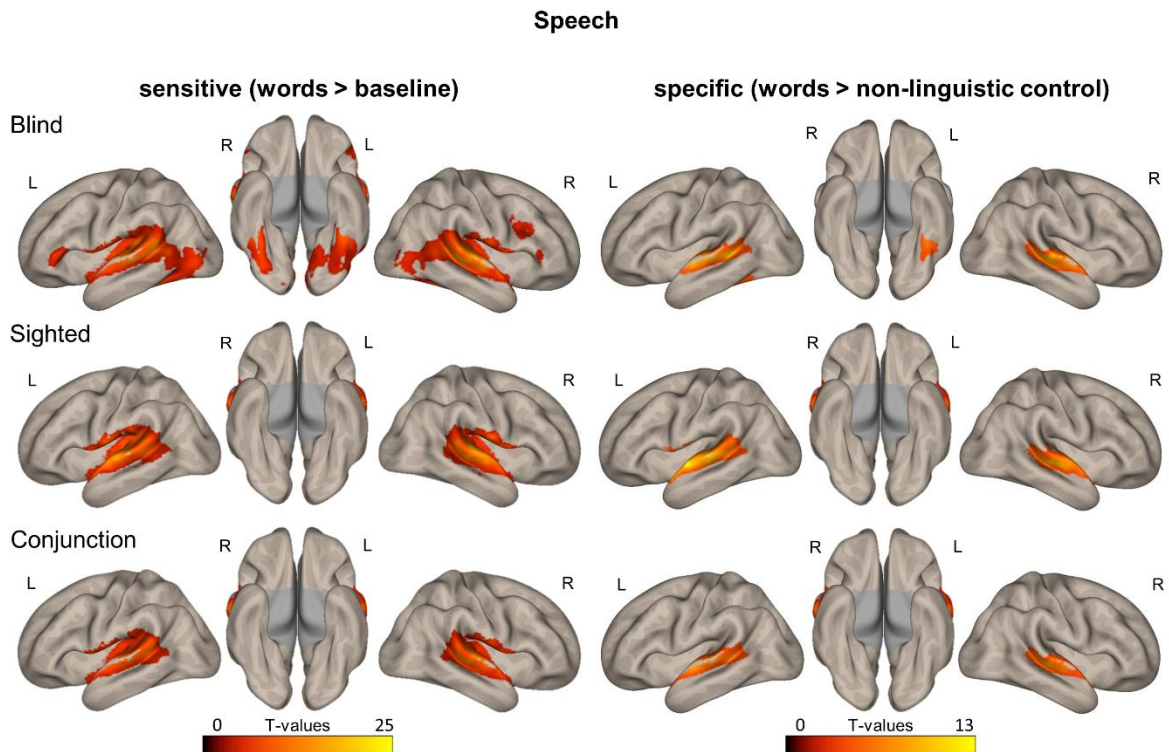 Speech
sensitive (words > baseline)
specific (words > non-linguistic control)
Blind
L
R
L
R
L
R
L
R
Sighted
L
R
L
R
L
R
L
R
Conjunction
L
R
L
R
L
R
L
R
0 T-values 25
0 T-values 13